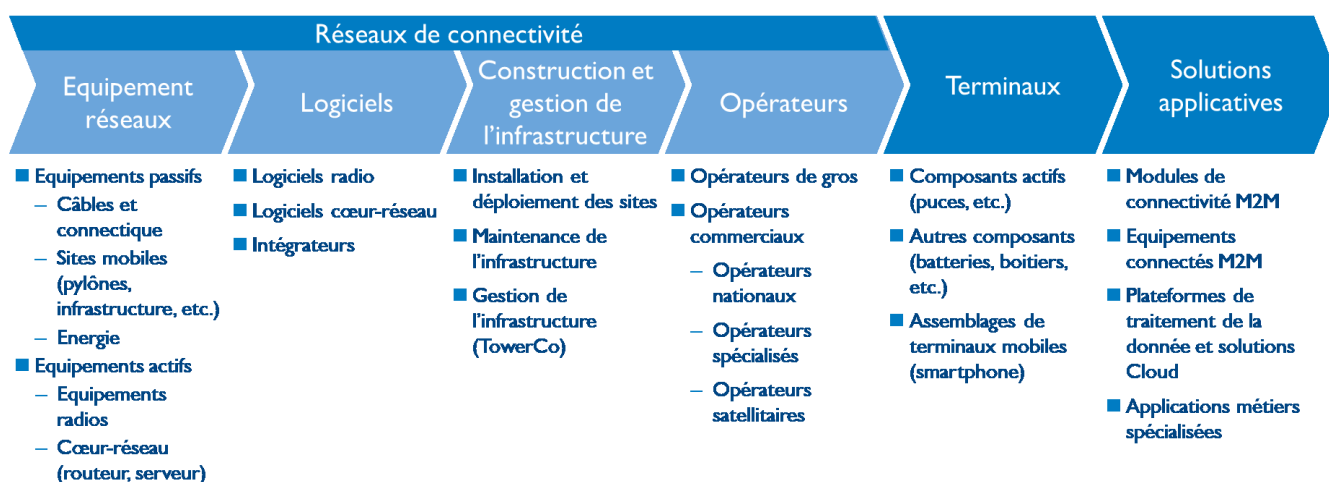 Réseaux de connectivité
Equipement
réseaux
Logiciels
Construction et
gestion de
l'infrastructure
Opérateurs
Terminaux
Solutions
applicatives
■ Equipements passifs
– Câbles et
connectique
– Sites mobiles
(pylônes,
infrastructure, etc.)
– Energie
■ Equipements actifs
– Equipements
radios
– Cœur-réseau
(routeur, serveur)
■ Logiciels radio
■ Logiciels cœur-réseau
■ Intégrateurs
■ Installation et
déploiement des sites
■ Maintenance de
l'infrastructure
■ Gestion de
l'infrastructure
(TowerCo)
■ Opérateurs de gros
■ Opérateurs
commerciaux
– Opérateurs
nationaux
– Opérateurs
spécialisés
– Opérateurs
satellitaires
■ Composants actifs
(puces, etc.)
■ Autres composants
(batteries, boitiers,
etc.)
■ Assemblages de
terminaux mobiles
(smartphone)
■ Modules de
connectivité M2M
■ Equipements
connectés M2M
■ Plateformes de
traitement de la
donnée et solutions
Cloud
■ Applications métiers
spécialisées